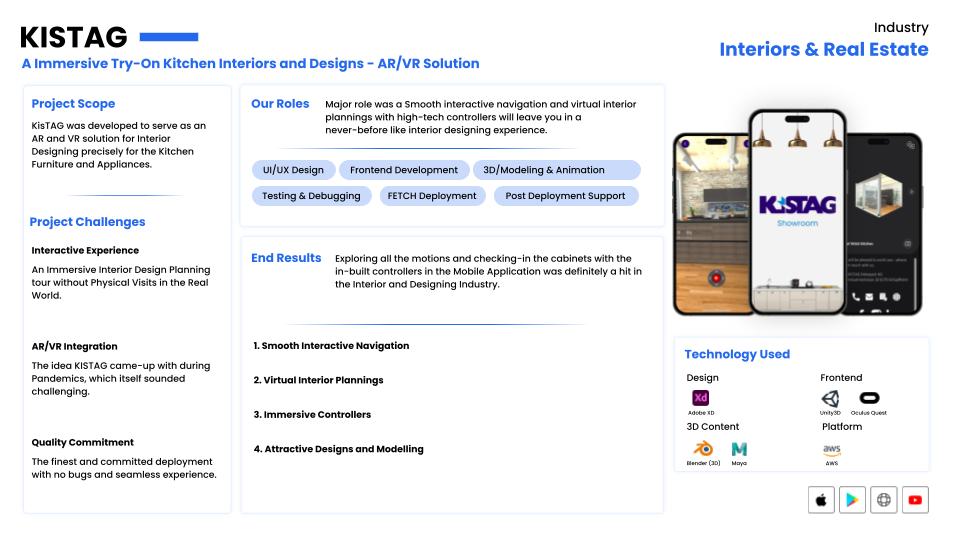 KISTAG
A Immersive Try-On Kitchen Interiors and Designs - AR/VR Solution
Industry
Interiors & Real Estate
Project Scope
KisTAG was developed to serve as an
AR and VR solution for Interior
Designing precisely for the Kitchen
Furniture and Appliances.
Project Challenges
Interactive Experience
An Immersive Interior Design Planning
tour without Physical Visits in the Real
World.
AR/VR Integration
The idea KISTAG came-up with during
Pandemics, which itself sounded
challenging.
Quality Commitment
The finest and committed deployment
with no bugs and seamless experience.
Our Roles
Major role was a Smooth interactive navigation and virtual interior
plannings with high-tech controllers will leave you in a
never-before like interior designing experience.
UI/UX Design
Frontend Development
3D/Modeling & Animation
Testing & Debugging
FETCH Deployment
Post Deployment Support
End Results
Exploring all the motions and checking-in the cabinets with the
in-built controllers in the Mobile Application was definitely a hit in
the Interior and Designing Industry.
1. Smooth Interactive Navigation
2. Virtual Interior Plannings
3. Immersive Controllers
4. Attractive Designs and Modelling
KISTAG
Showroom
Technology Used
Design
Frontend
Xd
Adobe XD
Unity3D
Oculus Quest
3D Content
Platform
aws
Blender (3D)
Maya
AWS